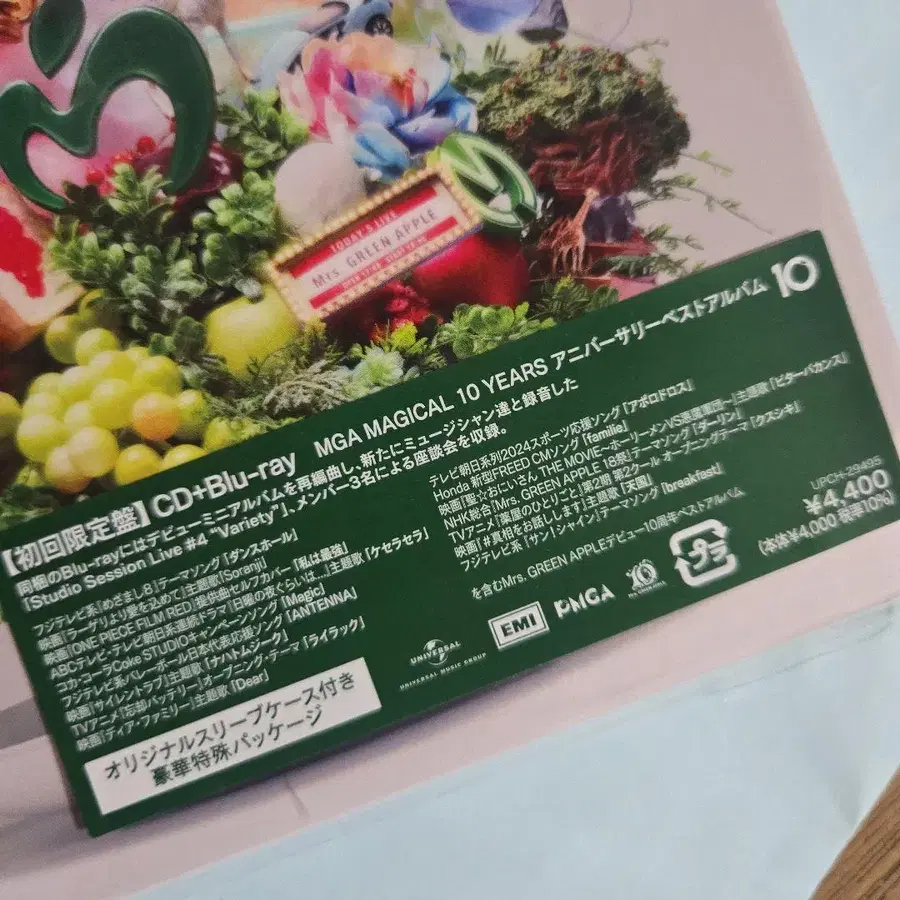 TODAY'S LIVE
Mrs. GREEN APPLE
【初回限定盤】CD+Blu-ray MGA MAGICAL 10 YEARS アニバーサリーベストアルバム 10
同梱のBlu-rayにはデビューミニアルバムを再編曲し、新たにミュージシャン達と録音した
「Studio Session Live #4 "Variety"」、メンバー3名による座談会を収録。
フジテレビ系「めざまし8」テーマソング「ダンスホール」
映画「ラーゲリより愛を込めて」主題歌「Soranji」
映画「ONE PIECE FILM RED」提供曲セルフカバー「私は最強」
ABCテレビ・テレビ朝日系連続ドラマ「日曜の夜ぐらいは...」主題歌「ケセラセラ」
コカ・コーラCoke STUDIOキャンペーンソング「Magic」
フジテレビ系バレーボール日本代表応援ソング「ANTENNA」
映画「サイレントラブ」主題歌「ナハトムジーク」
TVアニメ「忘却バッテリー」オープニング・テーマ「ライラック」
映画「ディア・ファミリー」主題歌「Dear」
テレビ朝日系列2024スポーツ応援ソング「アポロドロス」
Honda 新型FREED CMソング「familie」
映画「聖☆おにいさん THE MOVIE〜ホーリーメンVS悪魔軍団〜」主題歌「ビターバカンス」
NHK総合「Mrs. GREEN APPLE 18祭」テーマソング「ダーリン」
TVアニメ「薬屋のひとりごと」第2期 第2クール オープニングテーマ「クスシキ」
映画「#真相をお話しします」主題歌「天国」
フジテレビ系「サン!シャイン」テーマソング「breakfast」
を含むMrs. GREEN APPLEデビュー10周年ベストアルバム
UPCH-29495
¥4,400
(本体¥4,000 税率10%)
UNIVERSAL
UNIVERSAL MUSIC GROUP
EMI
PMGA
10
オリジナルスリーブケース付き
豪華特殊パッケージ